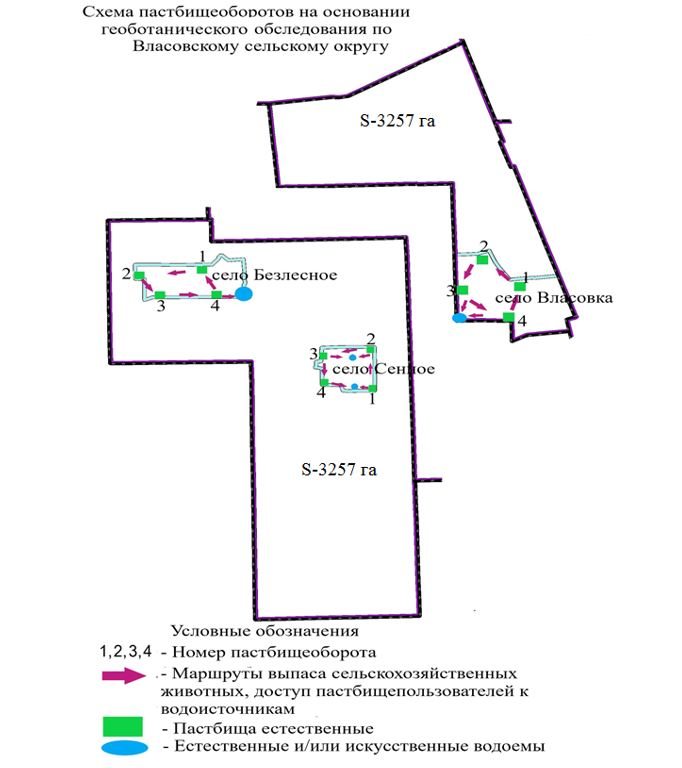 Схема пастбищеоборотов на основании
геоботанического обследования по
Власовскому сельскому округу
S-3257 га
2
1
3
село Власовка
4
1
село Безлесное
2
3
4
2
3
село Сенное
4
1
S-3257 га
Условные обозначения
1,2,3,4 - Номер пастбищеоборота
- Маршруты выпаса сельскохозяйственных
животных, доступ пастбищепользователей к
водоисточникам
- Пастбища естественные
- Естественные и/или искусственные водоемы